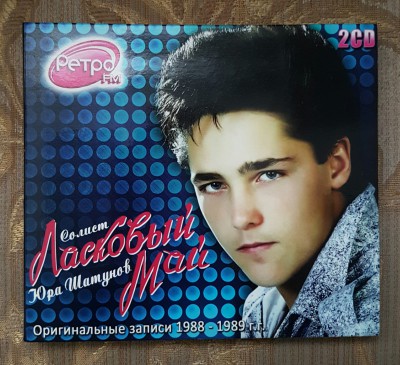 Ретро
FM
2CD
Солист
Ласковый
Май
Юра Шатунов
Оригинальные записи 1988 - 1989 г.г.